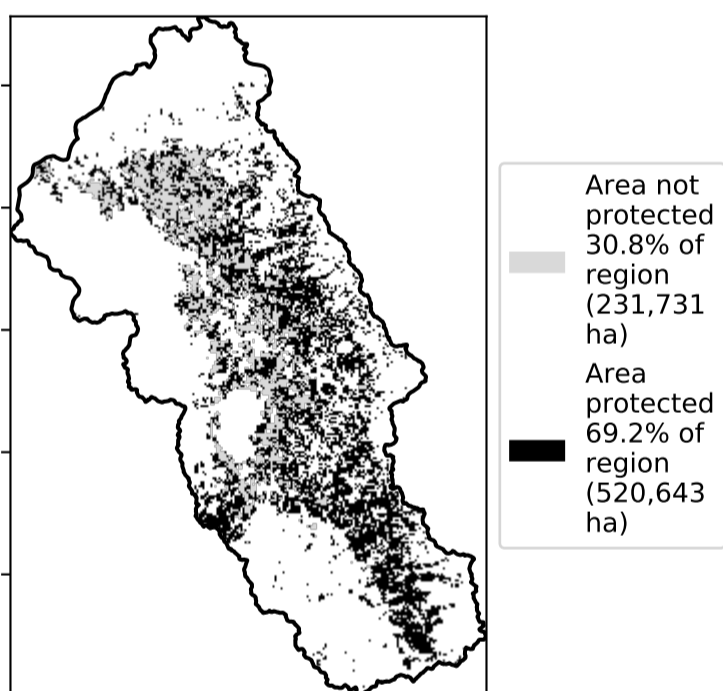 Area not
protected
30.8% of
region
(231,731
ha)
Area
protected
69.2% of
region
(520,643
ha)